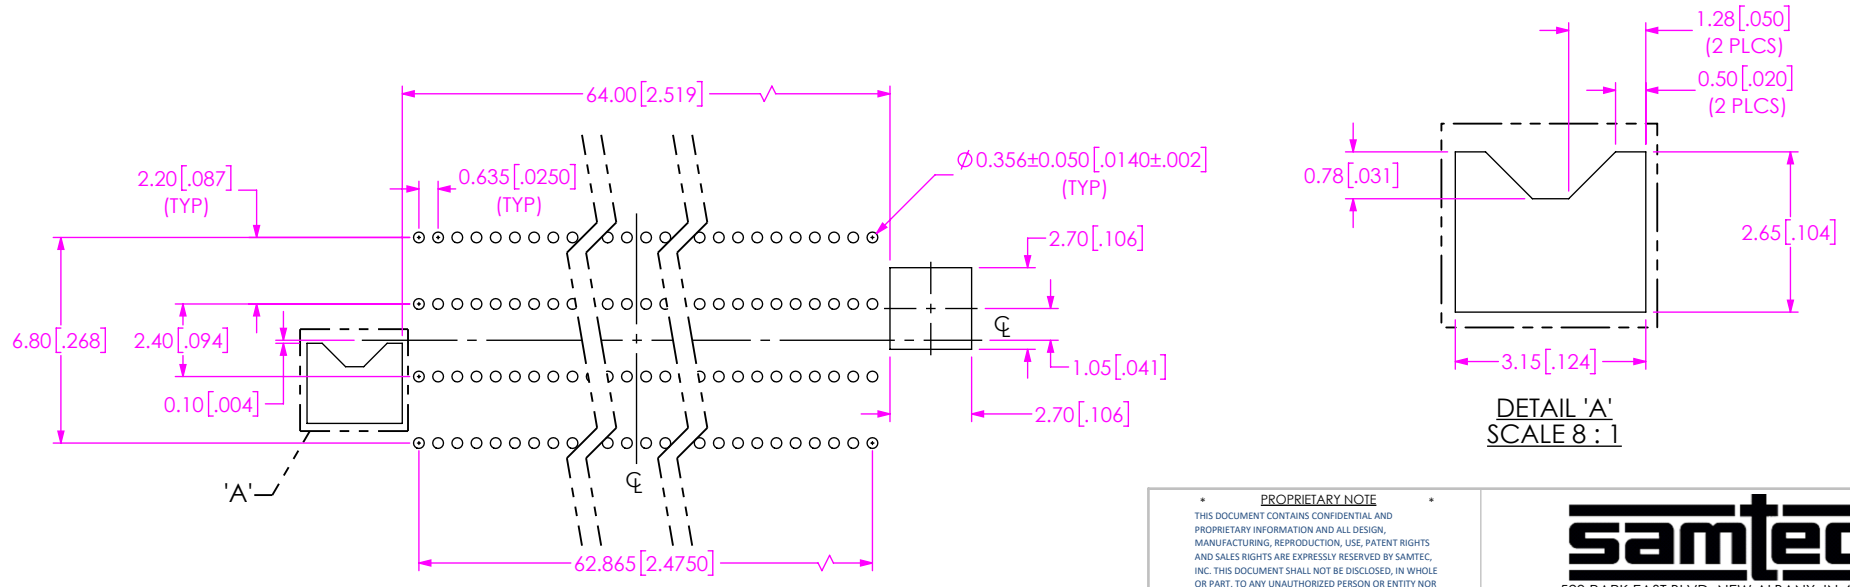 1.28[.050]
(2 PLCS)
0.50[.020]
(2 PLCS)
64.00[2.519]
Ø0.356±0.050[.0140±.002]
(TYP)
2.20[.087]
(TYP)
0.635[.0250]
(TYP)
0.78[.031]
2.65[.104]
2.70[.106]
6.80[.268]
2.40[.094]
℄
1.05[.041]
3.15[.124]
0.10[.004]
2.70[.106]
DETAIL 'A'
SCALE 8 : 1
'A'
℄
62.865[2.4750]
* PROPRIETARY NOTE *
THIS DOCUMENT CONTAINS CONFIDENTIAL AND
PROPRIETARY INFORMATION AND ALL DESIGN,
MANUFACTURING, REPRODUCTION, USE, PATENT RIGHTS
AND SALES RIGHTS ARE EXPRESSLY RESERVED BY SAMTEC,
INC. THIS DOCUMENT SHALL NOT BE DISCLOSED, IN WHOLE
OR PART, TO ANY UNAUTHORIZED PERSON OR ENTITY NOR
samtec